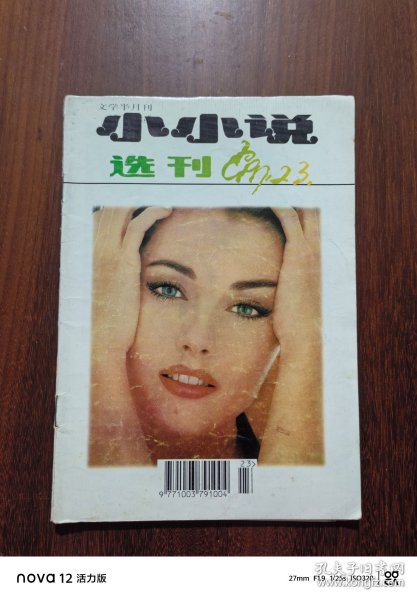 文学半月刊
小小说
选刊
23
9 771003 791004
nova 12 活力版
27mm F1.9 1/25s ISO320
孔夫子旧书网